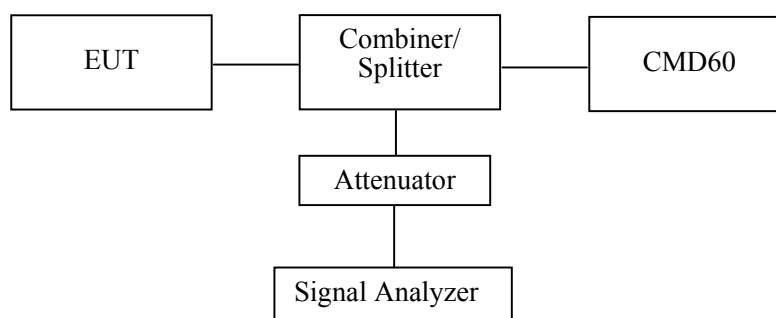 EUT
Combiner/
Splitter
CMD60
Attenuator
Signal Analyzer